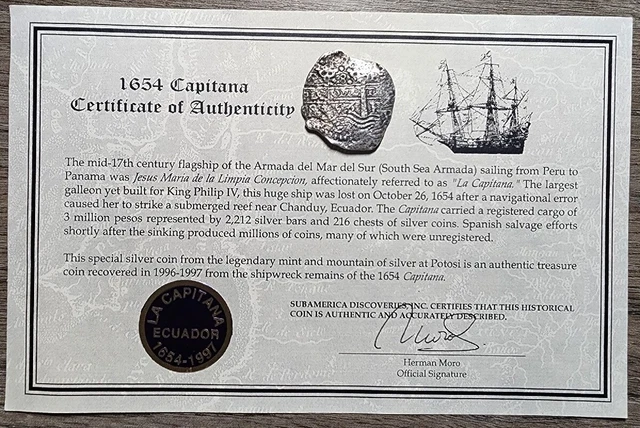 1654 Capitana
Certificate of Authenticity
The mid-17th century flagship of the Armada del Mar del Sur (South Sea Armada) sailing from Peru to
Panama was Jesus Maria de la Limpia Concepcion, affectionately referred to as "La Capitana." The largest
galleon yet built for King Philip IV, this huge ship was lost on October 26, 1654 after a navigational error
caused her to strike a submerged reef near Chanduy, Ecuador. The Capitana carried a registered cargo of
3 million pesos represented by 2,212 silver bars and 216 chests of silver coins. Spanish salvage efforts
shortly after the sinking produced millions of coins, many of which were unregistered.
This special silver coin from the legendary mint and mountain of silver at Potosi is an authentic treasure
coin recovered in 1996-1997 from the shipwreck remains of the 1654 Capitana.
LA CAPITANA
ECUADOR
1654-1997
SUBAMERICA DISCOVERIES, INC. CERTIFIES THAT THIS HISTORICAL
COIN IS AUTHENTIC AND ACCURATELY DESCRIBED.
Herman Moro
Official Signature